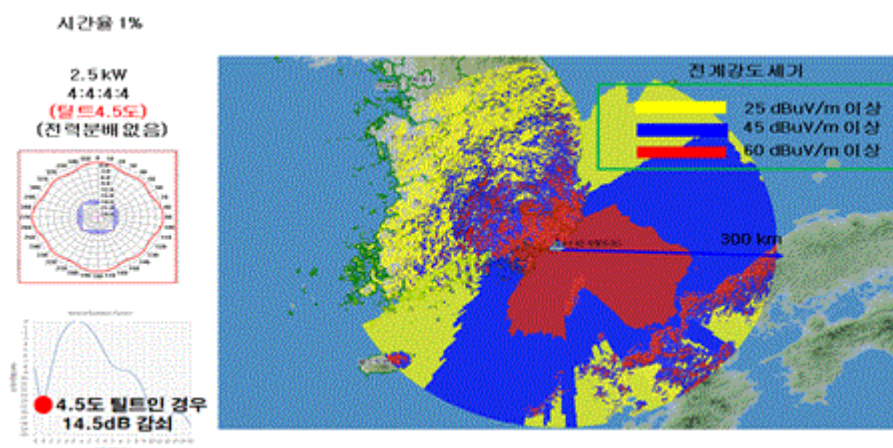 시간율 1%
2.5 kW
4:4:4:4
(틸트4.5도)
(전력분배 없음)
전계강도세기
25 dBuV/m 이상
45 dBuV/m 이상
60 dBuV/m 이상
300 km
4.5도 틸트인 경우
14.5dB 감쇠